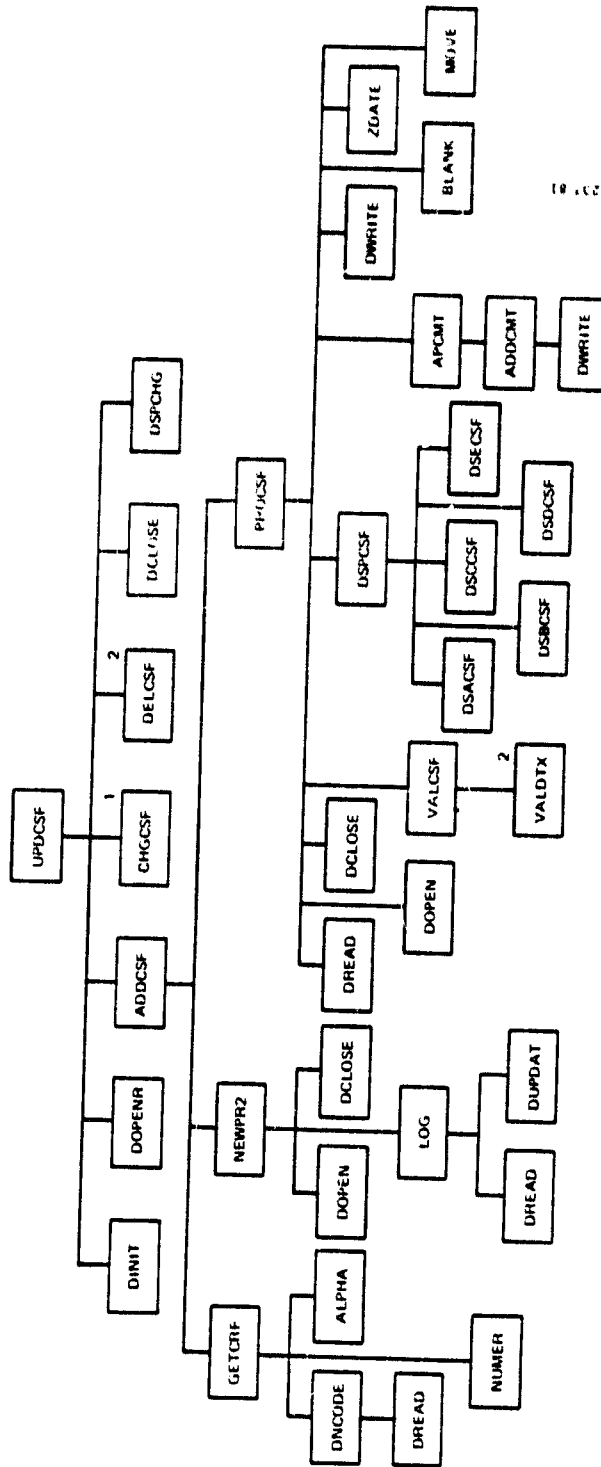 UPDCSF
DINIT
DOPENR
ADDCSF
1
CHGCSF
2
DELCSF
DCLOSE
DSPCHG
GETCRF
NEWPR2
PROCSF
DNCODE
ALPHA
DREAD
NUMER
DOPEN
DCLOSE
LOG
DREAD
DUPDAT
DREAD
DCLOSE
DOPEN
VALCSF
2
VALDTX
DSPCSF
DSACSF
DSCCSF
DSECSF
DSBCSF
DSDCSF
APCMT
ADDCMT
DWRITE
DWRITE
ZDATE
BLANK
MOVE